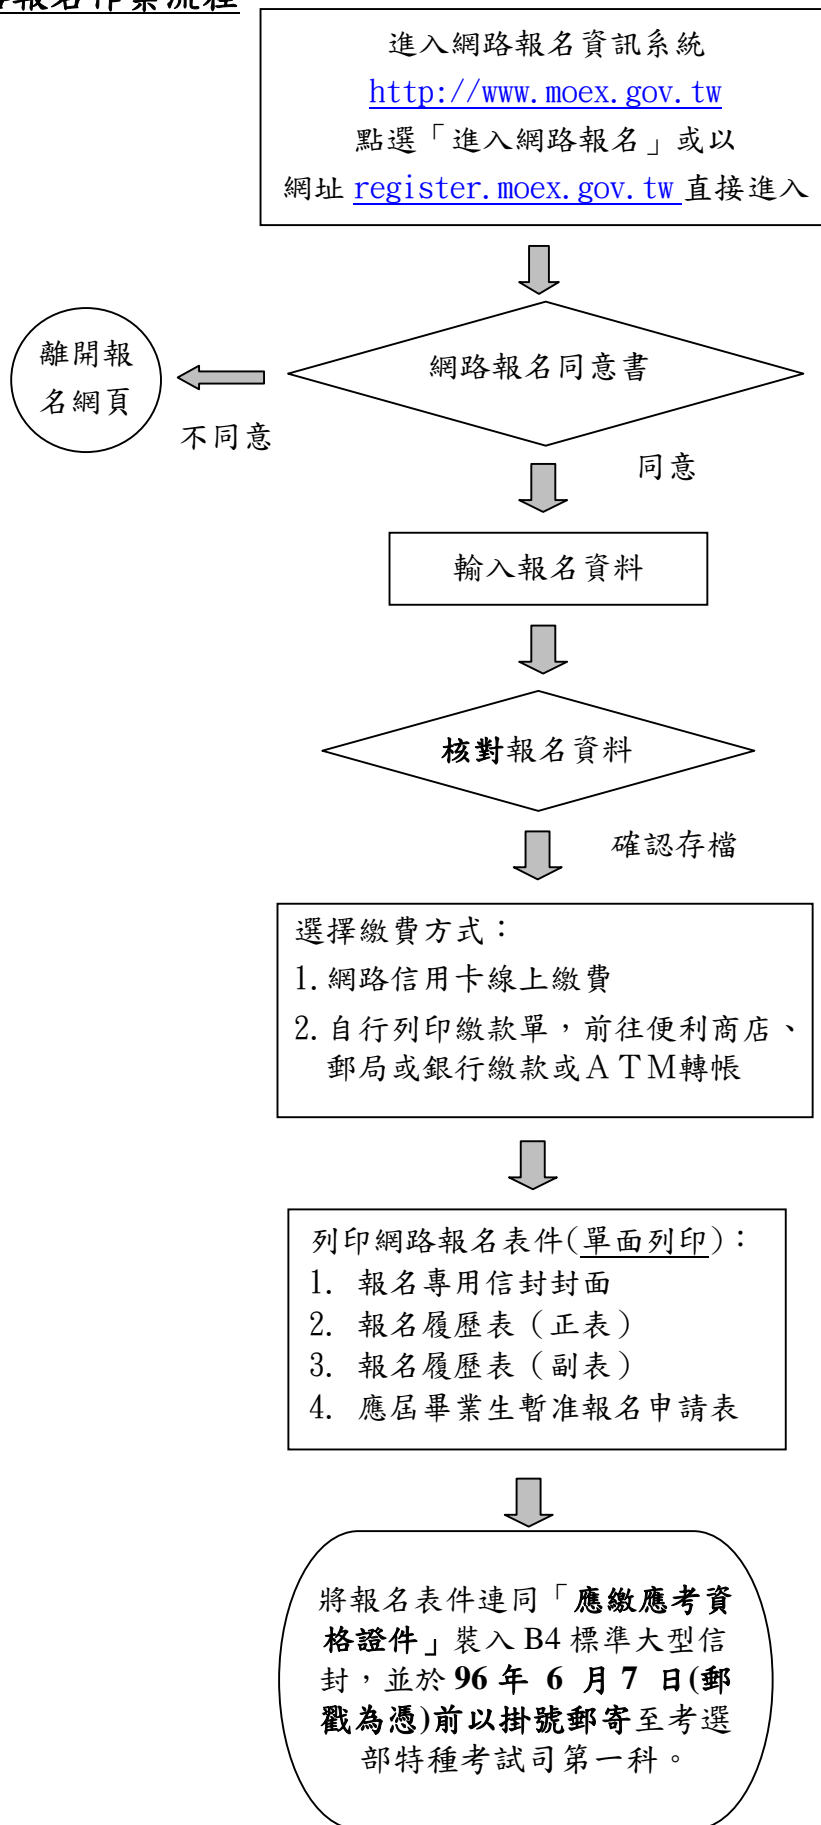 報名作業流程
進入網路報名資訊系統
http://www.moex.gov.tw
點選「進入網路報名」或以
網址 register.moex.gov.tw 直接進入
網路報名同意書
離開報
名網頁
不同意
同意
輸入報名資料
核對報名資料
確認存檔
選擇繳費方式：
1.網路信用卡線上繳費
2.自行列印繳款單，前往便利商店、
郵局或銀行繳款或ＡＴＭ轉帳
列印網路報名表件(單面列印)：
1. 報名專用信封封面
2. 報名履歷表（正表）
3. 報名履歷表（副表）
4. 應屆畢業生暫准報名申請表
將報名表件連同「應繳應考資
格證件」裝入 B4 標準大型信
封，並於 96 年 6 月 7 日(郵
戳為憑)前以掛號郵寄至考選
部特種考試司第一科。